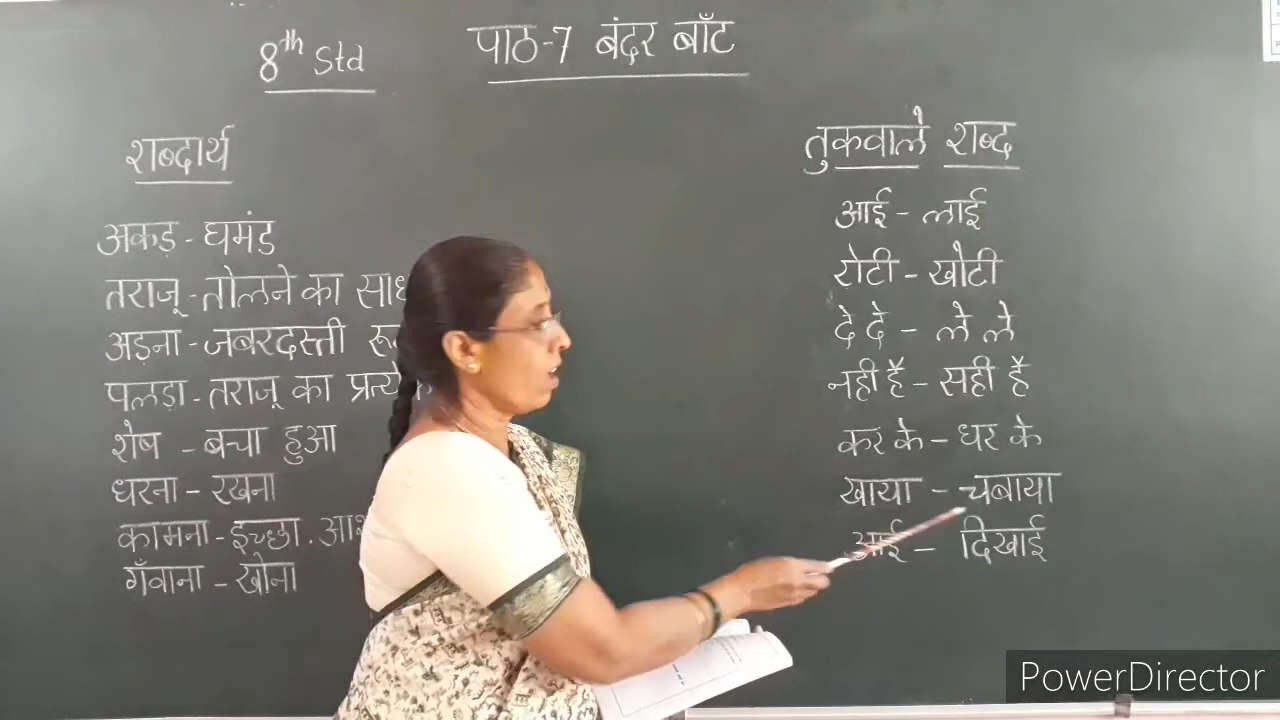 8th Std
पाठ-7 बंदर बाँट
शब्दार्थ
अकड़ - घमंड
तराजू - तोलने का
अड़ना - जबरदस्ती
पलड़ा - तराजू का
शेष - बचा हुआ
धरना - रखना
कामना - इच्छा.
गँवाना - खोना
तुकवाले शब्द
आई - लाई
रोटी - खोटी
दे दे - ले ले
नही है - सही है
कर के - घर के
खाया - चबाया
आई - दिखाई
PowerDirector